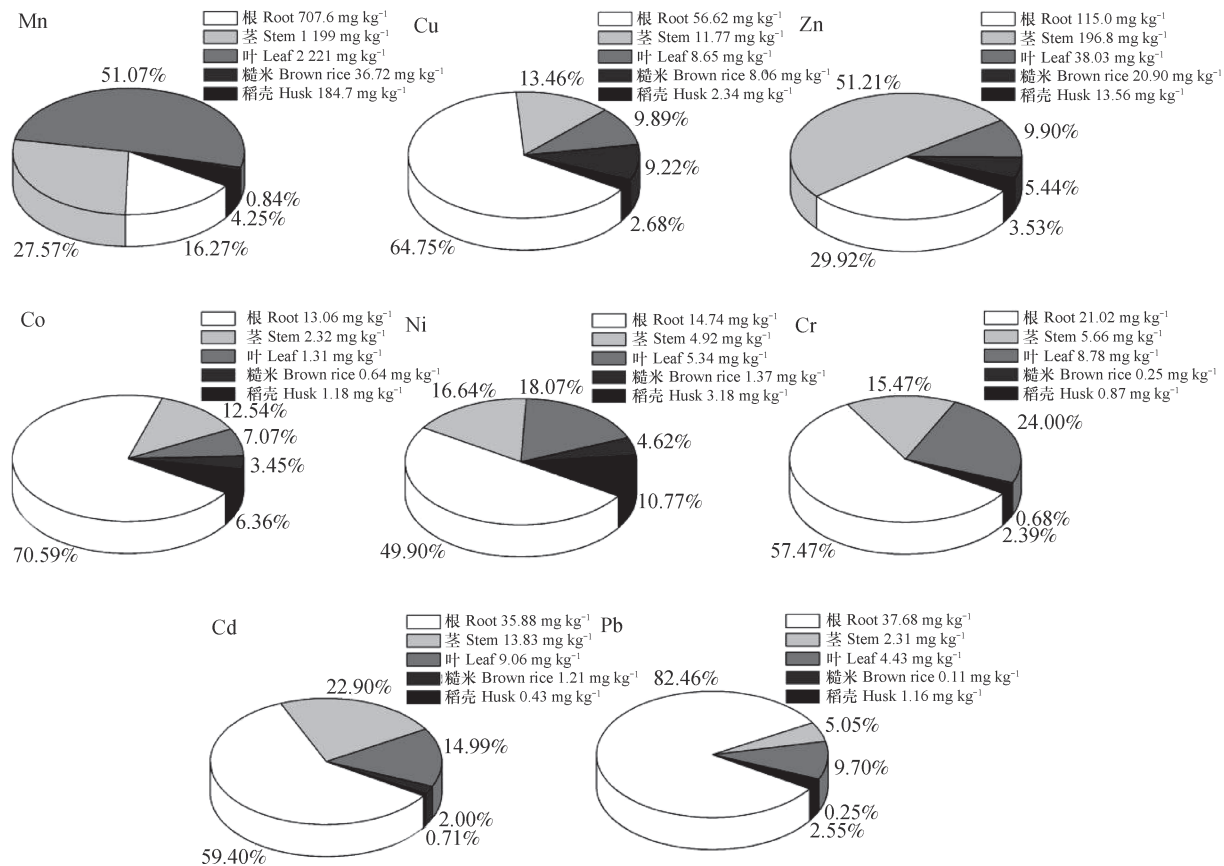 Mn
根 Root 707.6 mg kg⁻¹
茎 Stem 1 199 mg kg⁻¹
叶 Leaf 2 221 mg kg⁻¹
糙米 Brown rice 36.72 mg kg⁻¹
稻壳 Husk 184.7 mg kg⁻¹
51.07%
0.84%
4.25%
16.27%
27.57%
Cu
根 Root 56.62 mg kg⁻¹
茎 Stem 11.77 mg kg⁻¹
叶 Leaf 8.65 mg kg⁻¹
糙米 Brown rice 8.06 mg kg⁻¹
稻壳 Husk 2.34 mg kg⁻¹
13.46%
9.89%
9.22%
2.68%
64.75%
Zn
根 Root 115.0 mg kg⁻¹
茎 Stem 196.8 mg kg⁻¹
叶 Leaf 38.03 mg kg⁻¹
糙米 Brown rice 20.90 mg kg⁻¹
稻壳 Husk 13.56 mg kg⁻¹
51.21%
9.90%
5.44%
3.53%
29.92%
Co
根 Root 13.06 mg kg⁻¹
茎 Stem 2.32 mg kg⁻¹
叶 Leaf 1.31 mg kg⁻¹
糙米 Brown rice 0.64 mg kg⁻¹
稻壳 Husk 1.18 mg kg⁻¹
12.54%
7.07%
3.45%
6.36%
70.59%
Ni
根 Root 14.74 mg kg⁻¹
茎 Stem 4.92 mg kg⁻¹
叶 Leaf 5.34 mg kg⁻¹
糙米 Brown rice 1.37 mg kg⁻¹
稻壳 Husk 3.18 mg kg⁻¹
16.64%
18.07%
4.62%
10.77%
49.90%
Cr
根 Root 21.02 mg kg⁻¹
茎 Stem 5.66 mg kg⁻¹
叶 Leaf 8.78 mg kg⁻¹
糙米 Brown rice 0.25 mg kg⁻¹
稻壳 Husk 0.87 mg kg⁻¹
15.47%
24.00%
0.68%
2.39%
57.47%
Cd
根 Root 35.88 mg kg⁻¹
茎 Stem 13.83 mg kg⁻¹
叶 Leaf 9.06 mg kg⁻¹
糙米 Brown rice 1.21 mg kg⁻¹
稻壳 Husk 0.43 mg kg⁻¹
22.90%
14.99%
2.00%
0.71%
59.40%
Pb
根 Root 37.68 mg kg⁻¹
茎 Stem 2.31 mg kg⁻¹
叶 Leaf 4.43 mg kg⁻¹
糙米 Brown rice 0.11 mg kg⁻¹
稻壳 Husk 1.16 mg kg⁻¹
82.46%
5.05%
9.70%
0.25%
2.55%